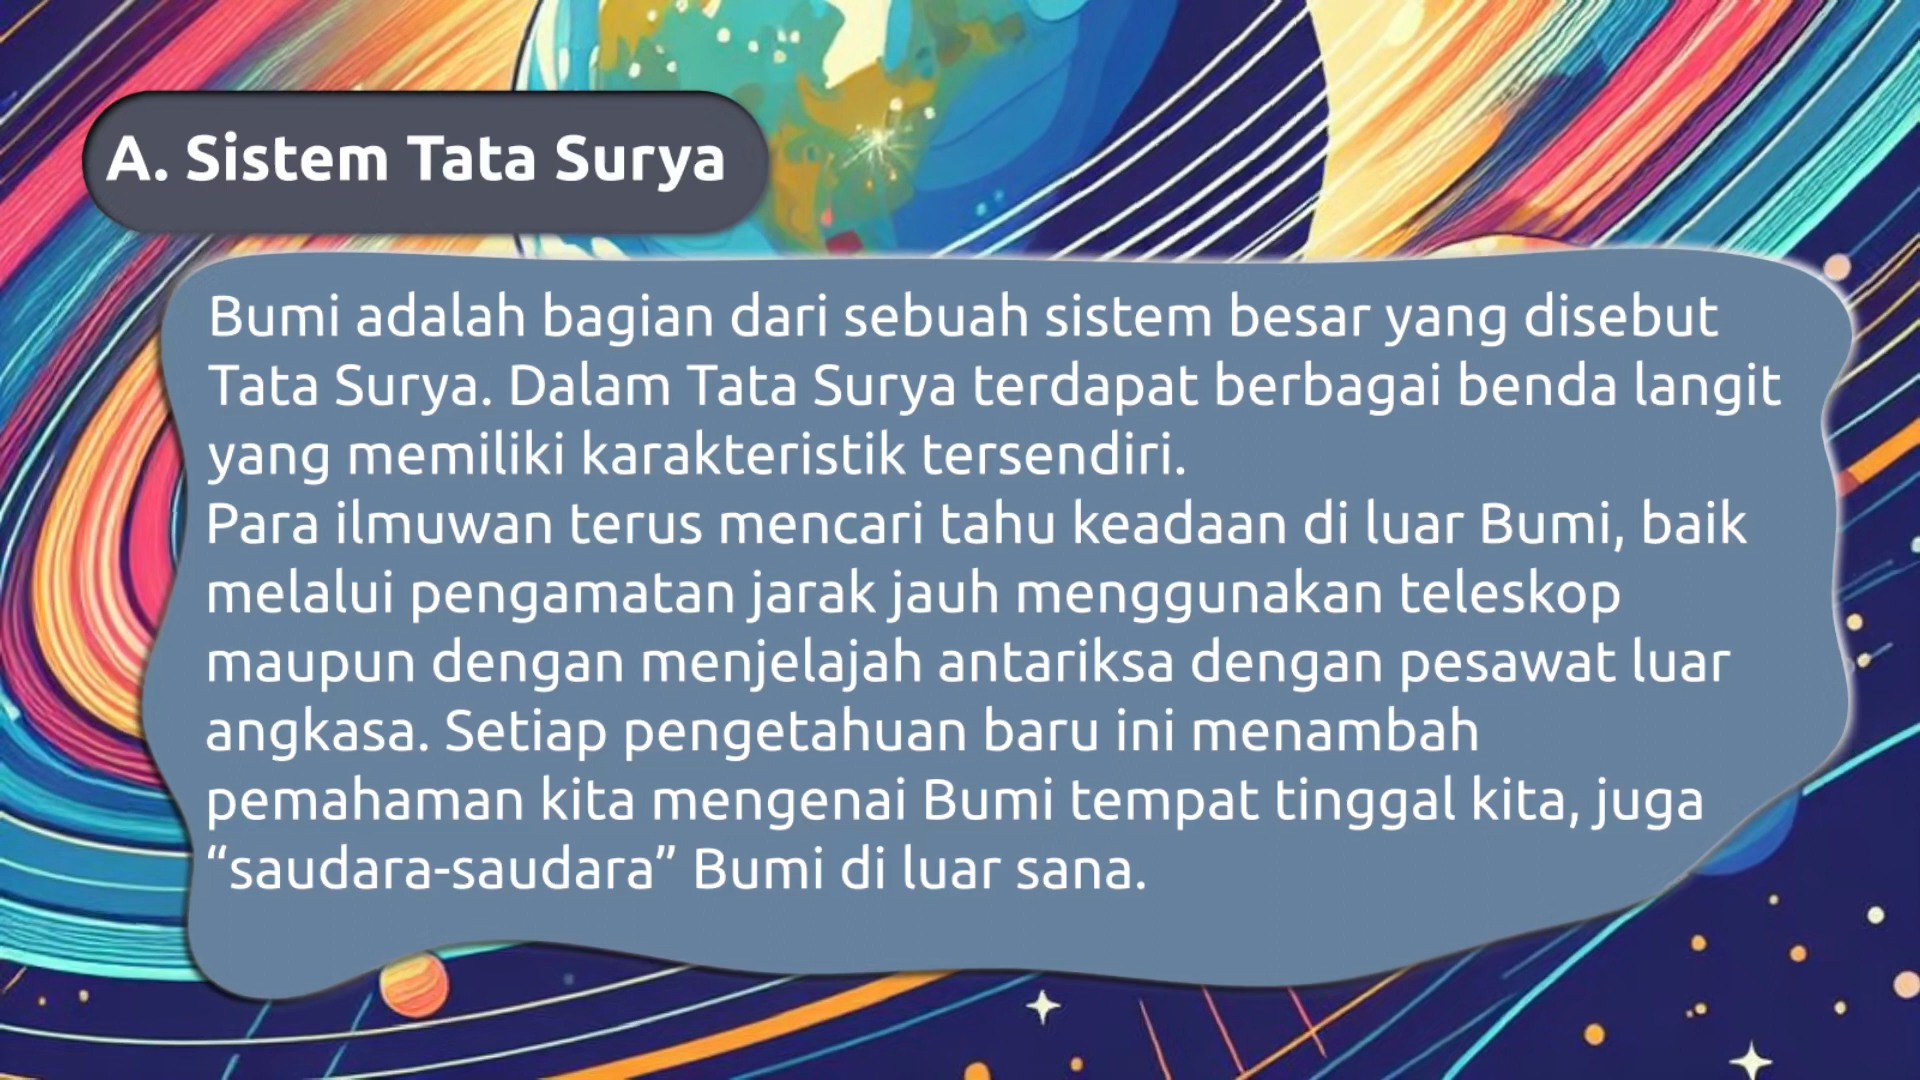 A. Sistem Tata Surya
Bumi adalah bagian dari sebuah sistem besar yang disebut
Tata Surya. Dalam Tata Surya terdapat berbagai benda langit
yang memiliki karakteristik tersendiri.
Para ilmuwan terus mencari tahu keadaan di luar Bumi, baik
melalui pengamatan jarak jauh menggunakan teleskop
maupun dengan menjelajah antariksa dengan pesawat luar
angkasa. Setiap pengetahuan baru ini menambah
pemahaman kita mengenai Bumi tempat tinggal kita, juga
“saudara-saudara” Bumi di luar sana.